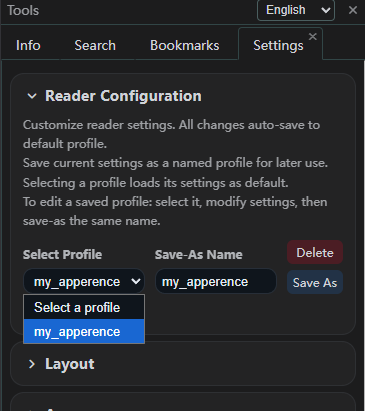 Tools
English
Info
Search
Bookmarks
Settings
Reader Configuration
Customize reader settings. All changes auto-save to
default profile.
Save current settings as a named profile for later use.
Selecting a profile loads its settings as default.
To edit a saved profile: select it, modify settings, then
save-as the same name.
Select Profile
Save-As Name
Delete
my_apperence
my_apperence
Save As
Select a profile
my_apperence
Layout